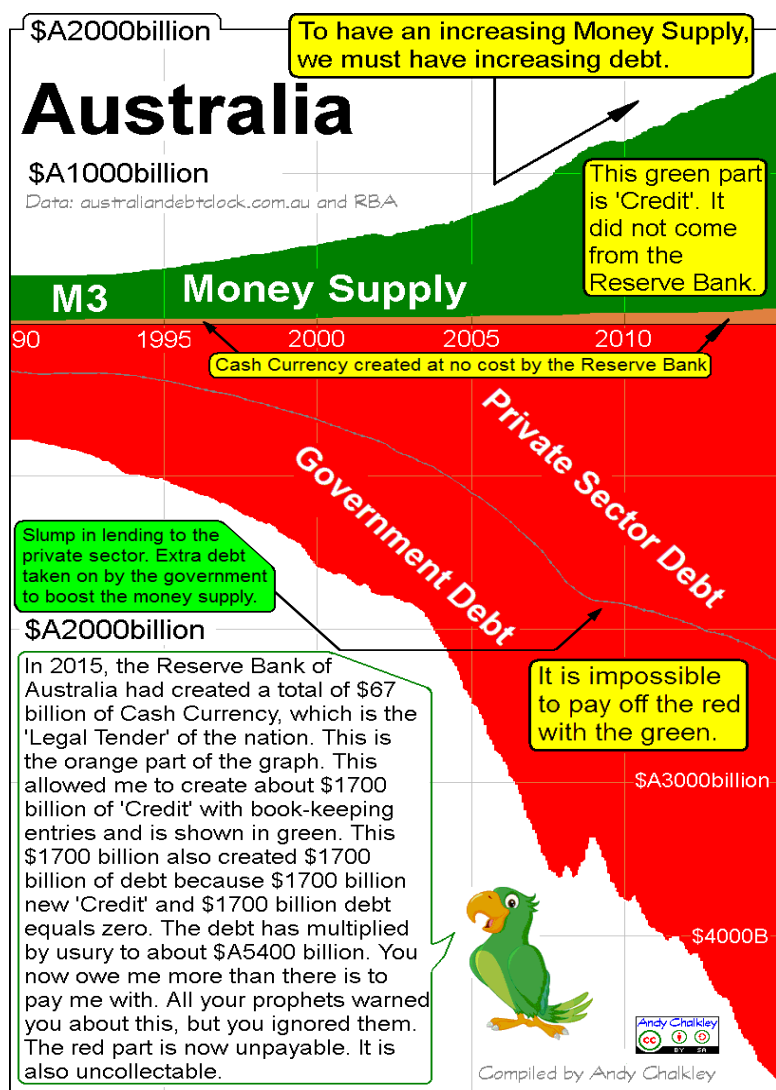 $A2000billion
To have an increasing Money Supply,
we must have increasing debt.
Australia
$A1000billion
Data: australiandebtclock.com.au and RBA
This green part
is 'Credit'. It
did not come
from the
Reserve Bank.
M3 Money Supply
90 1995 2000 2005 2010
Cash Currency created at no cost by the Reserve Bank
Private Sector Debt
Government Debt
Slump in lending to the
private sector. Extra debt
taken on by the government
to boost the money supply.
$A2000billion
In 2015, the Reserve Bank of
Australia had created a total of $67
billion of Cash Currency, which is the
'Legal Tender' of the nation. This is
the orange part of the graph. This
allowed me to create about $1700
billion of 'Credit' with book-keeping
entries and is shown in green. This
$1700 billion also created $1700
billion of debt because $1700 billion
new 'Credit' and $1700 billion debt
equals zero. The debt has multiplied
by usury to about $A5400 billion. You
now owe me more than there is to
pay me with. All your prophets warned
you about this, but you ignored them.
The red part is now unpayable. It is
also uncollectable.
It is impossible
to pay off the red
with the green.
$A3000billion
$4000B
Andy Chalkley
cc
BY SA
Compiled by Andy Chalkley